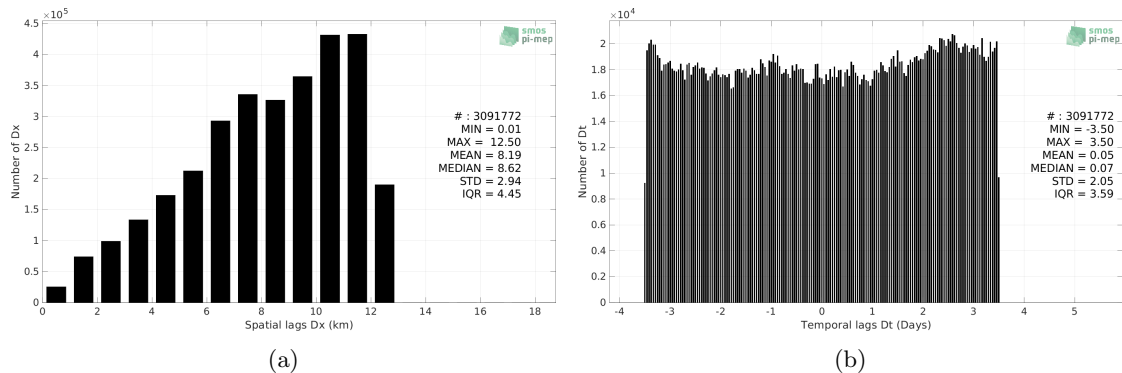 ×10^5
4.5
4
3.5
3
2.5
2
1.5
1
0.5
0
Number of Dx
0 2 4 6 8 10 12 14 16 18
Spatial lags Dx (km)
smos
pi-mep
# : 3091772
MIN = 0.01
MAX = 12.50
MEAN = 8.19
MEDIAN = 8.62
STD = 2.94
IQR = 4.45
(a)
×10^4
2
1.8
1.6
1.4
1.2
1
0.8
0.6
0.4
0.2
0
Number of Dt
-4 -3 -2 -1 0 1 2 3 4 5
Temporal lags Dt (Days)
smos
pi-mep
# : 3091772
MIN = -3.50
MAX = 3.50
MEAN = 0.05
MEDIAN = 0.07
STD = 2.05
IQR = 3.59
(b)